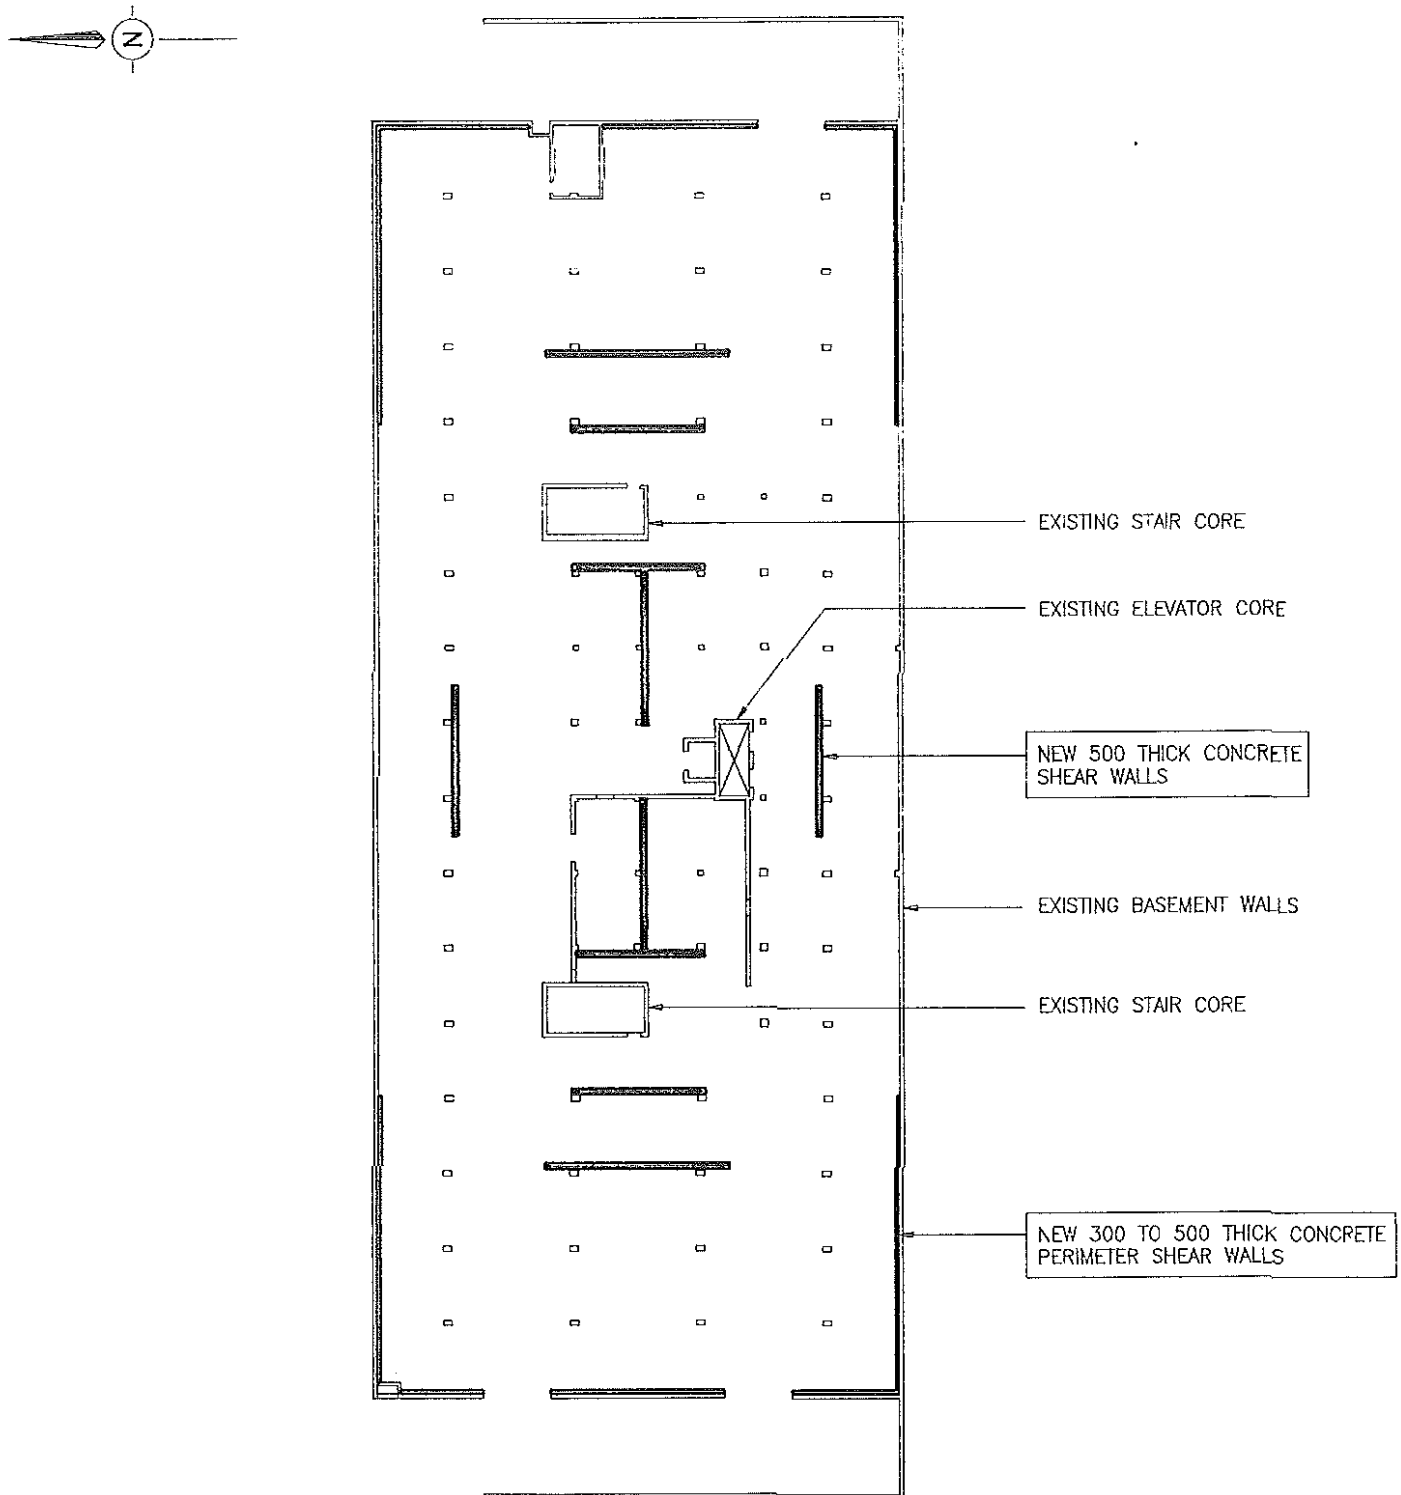 N
EXISTING STAIR CORE
EXISTING ELEVATOR CORE
NEW 500 THICK CONCRETE
SHEAR WALLS
EXISTING BASEMENT WALLS
EXISTING STAIR CORE
NEW 300 TO 500 THICK CONCRETE
PERIMETER SHEAR WALLS